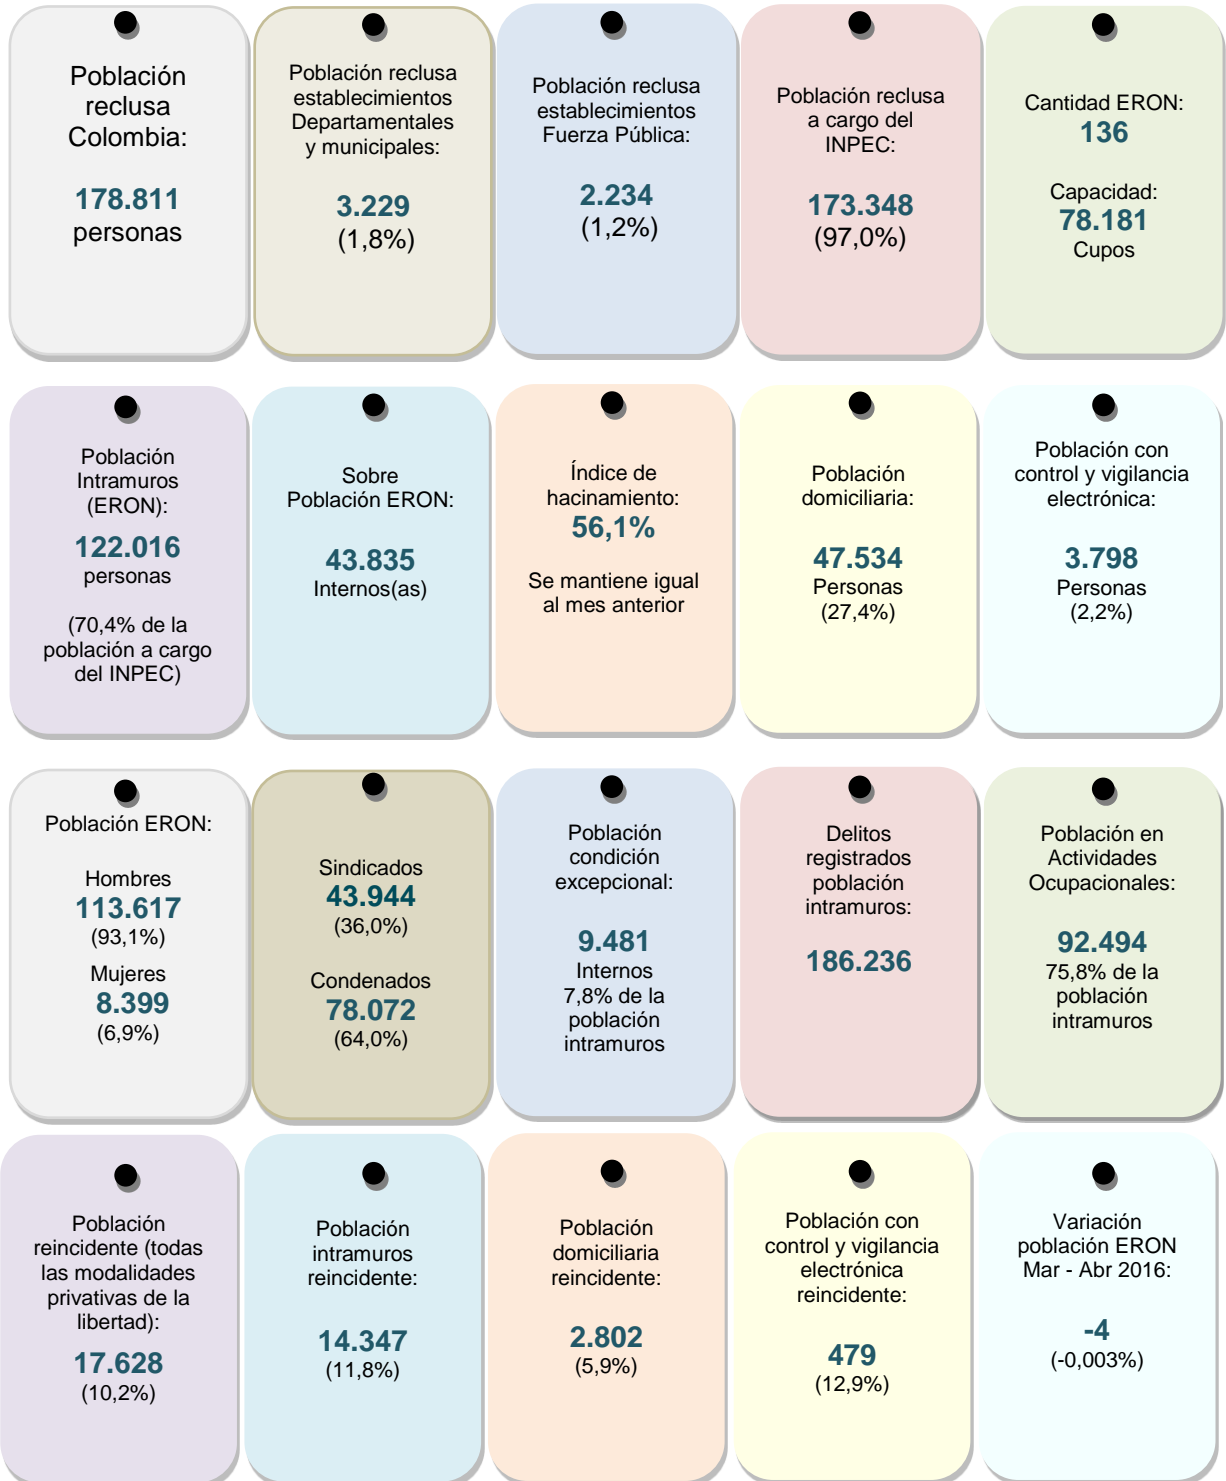 Población
reclusa
Colombia:
178.811
personas
Población reclusa
establecimientos
Departamentales
y municipales:
3.229
(1,8%)
Población reclusa
establecimientos
Fuerza Pública:
2.234
(1,2%)
Población reclusa
a cargo del
INPEC:
173.348
(97,0%)
Cantidad ERON:
136
Capacidad:
78.181
Cupos
Población
Intramuros
(ERON):
122.016
personas
(70,4% de la
población a cargo
del INPEC)
Sobre
Población ERON:
43.835
Internos(as)
Índice de
hacinamiento:
56,1%
Se mantiene igual
al mes anterior
Población
domiciliaria:
47.534
Personas
(27,4%)
Población con
control y vigilancia
electrónica:
3.798
Personas
(2,2%)
Población ERON:
Hombres
113.617
(93,1%)
Mujeres
8.399
(6,9%)
Sindicados
43.944
(36,0%)
Condenados
78.072
(64,0%)
Población
condición
excepcional:
9.481
Internos
7,8% de la
población
intramuros
Delitos
registrados
población
intramuros:
186.236
Población en
Actividades
Ocupacionales:
92.494
75,8% de la
población
intramuros
Población
reincidente (todas
las modalidades
privativas de la
libertad):
17.628
(10,2%)
Población
intramuros
reincidente:
14.347
(11,8%)
Población
domiciliaria
reincidente:
2.802
(5,9%)
Población con
control y vigilancia
electrónica
reincidente:
479
(12,9%)
Variación
población ERON
Mar - Abr 2016:
-4
(-0,003%)